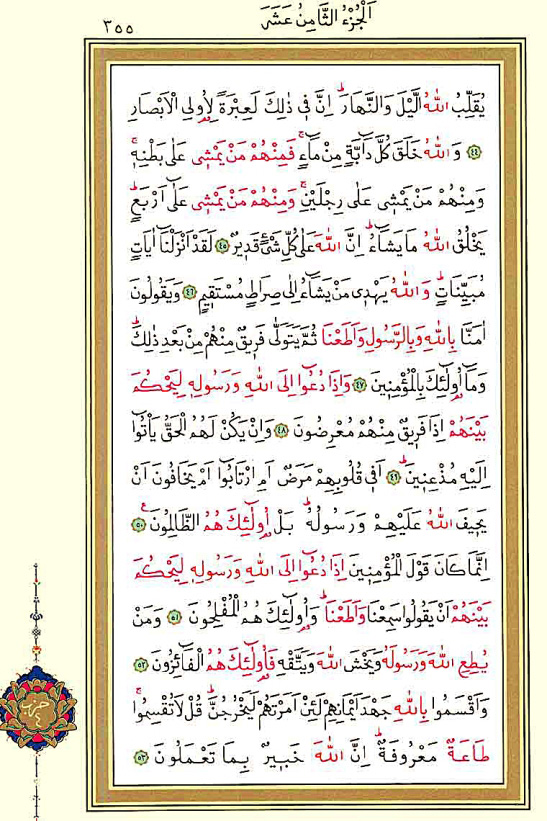 اَلْجُزْءُ الثَّامِنُ عَشَرَ
٣٥٥
يُقَلِّبُ اللّٰهُ الَّيْلَ وَالنَّهَارَۜ اِنَّ ف۪ي ذٰلِكَ لَعِبْرَةً لِاُو۬لِي الْاَبْصَارِ
﴿٤٤﴾ وَاللّٰهُ خَلَقَ كُلَّ دَٓابَّةٍ مِنْ مَٓاءٍۚ فَمِنْهُمْ مَنْ يَمْش۪ي عَلٰى بَطْنِه۪ۚ
وَمِنْهُمْ مَنْ يَمْش۪ي عَلٰى رِجْلَيْنِۚ وَمِنْهُمْ مَنْ يَمْش۪ي عَلٰٓى اَرْبَعٍۜ
يَخْلُقُ اللّٰهُ مَا يَشَٓاءُۜ اِنَّ اللّٰهَ عَلٰى كُلِّ شَيْءٍ قَد۪يرٌ ﴿٤٥﴾ لَقَدْ اَنْزَلْنَٓا اٰيَاتٍ
مُبَيِّنَاتٍۜ وَاللّٰهُ يَهْد۪ي مَنْ يَشَٓاءُ اِلٰى صِرَاطٍ مُسْتَق۪يمٍ ﴿٤٦﴾ وَيَقُولُونَ
اٰمَنَّا بِاللّٰهِ وَبِالرَّسُولِ وَاَطَعْنَا ثُمَّ يَتَوَلّٰى فَر۪يقٌ مِنْهُمْ مِنْ بَعْدِ ذٰلِكَۜ
وَمَٓا اُو۬لٰٓئِكَ بِالْمُؤْمِن۪ينَ ﴿٤٧﴾ وَاِذَا دُعُٓوا اِلَى اللّٰهِ وَرَسُولِه۪ لِيَحْكُمَ
بَيْنَهُمْ اِذَا فَر۪يقٌ مِنْهُمْ مُعْرِضُونَ ﴿٤٨﴾ وَاِنْ يَكُنْ لَهُمُ الْحَقُّ يَأْتُٓوا
اِلَيْهِ مُذْعِن۪ينَۜ ﴿٤٩﴾ اَف۪ي قُلُوبِهِمْ مَرَضٌ اَمِ ارْتَابُٓوا اَمْ يَخَافُونَ اَنْ
يَح۪يفَ اللّٰهُ عَلَيْهِمْ وَرَسُولُهُۜ بَلْ اُو۬لٰٓئِكَ هُمُ الظَّالِمُونَ۟ ﴿٥٠﴾
اِنَّمَا كَانَ قَوْلَ الْمُؤْمِن۪ينَ اِذَا دُعُٓوا اِلَى اللّٰهِ وَرَسُولِه۪ لِيَحْكُمَ
بَيْنَهُمْ اَنْ يَقُولُوا سَمِعْنَا وَاَطَعْنَاۜ وَاُو۬لٰٓئِكَ هُمُ الْمُفْلِحُونَ ﴿٥١﴾ وَمَنْ
يُطِعِ اللّٰهَ وَرَسُولَهُ وَيَخْشَ اللّٰهَ وَيَتَّقْهِ فَاُو۬لٰٓئِكَ هُمُ الْفَٓائِزُونَ ﴿٥٢﴾
وَاَقْسَمُوا بِاللّٰهِ جَهْدَ اَيْمَانِهِمْ لَئِنْ اَمَرْتَهُمْ لَيَخْرُجُنَّۜ قُلْ لَا تُقْسِمُواۚ
طَاعَةٌ مَعْرُوفَةٌۜ اِنَّ اللّٰهَ خَب۪يرٌ بِمَا تَعْمَلُونَ ﴿٥٣﴾
حزب
٤